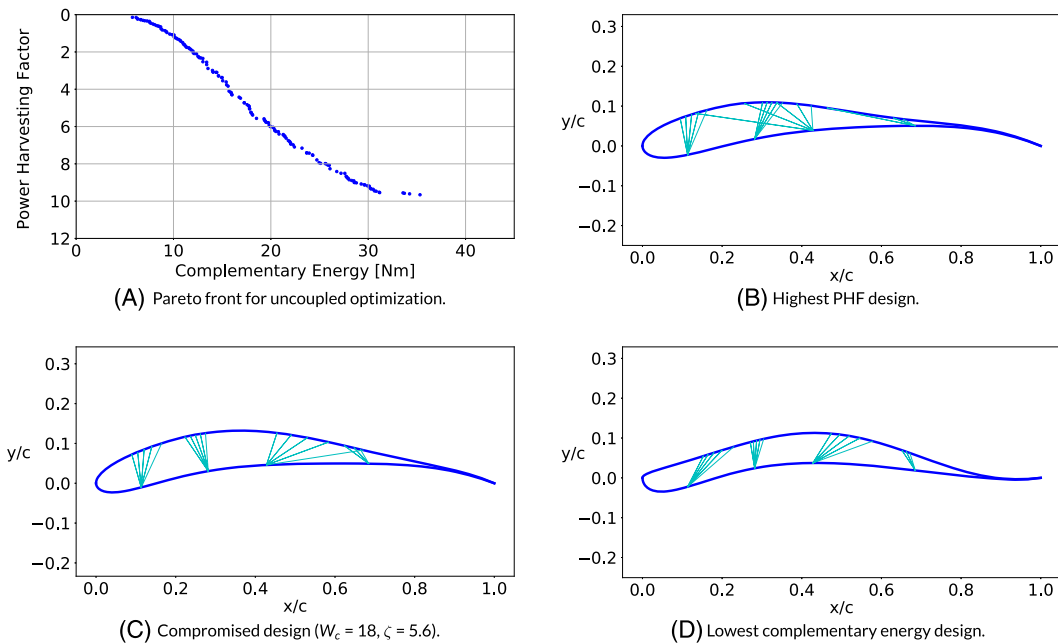 0
2
4
6
8
10
12
Power Harvesting Factor
0 10 20 30 40
Complementary Energy [Nm]
(A) Pareto front for uncoupled optimization.
0.3
0.2
y/c
0.1
0.0
−0.1
−0.2
0.0 0.2 0.4 0.6 0.8 1.0
x/c
(B) Highest PHF design.
0.3
0.2
0.1
y/c
0.0
−0.1
−0.2
0.0 0.2 0.4 0.6 0.8 1.0
x/c
(C) Compromised design (W_c = 18, ζ = 5.6).
0.3
0.2
0.1
y/c
0.0
−0.1
−0.2
0.0 0.2 0.4 0.6 0.8 1.0
x/c
(D) Lowest complementary energy design.